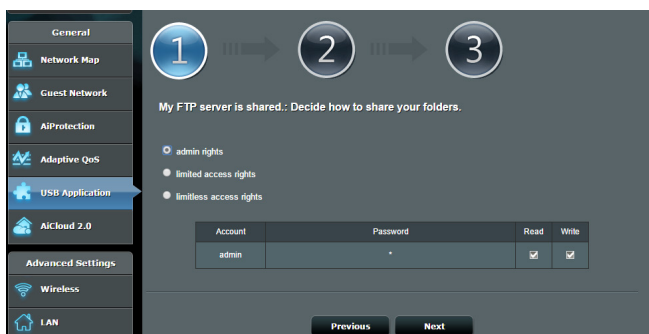 General
Network Map
Guest Network
AiProtection
Adaptive QoS
USB Application
AiCloud 2.0
Advanced Settings
Wireless
LAN
1 2 3
My FTP server is shared.: Decide how to share your folders.
admin rights
limited access rights
limitless access rights
Account Password Read Write
admin *
Previous Next